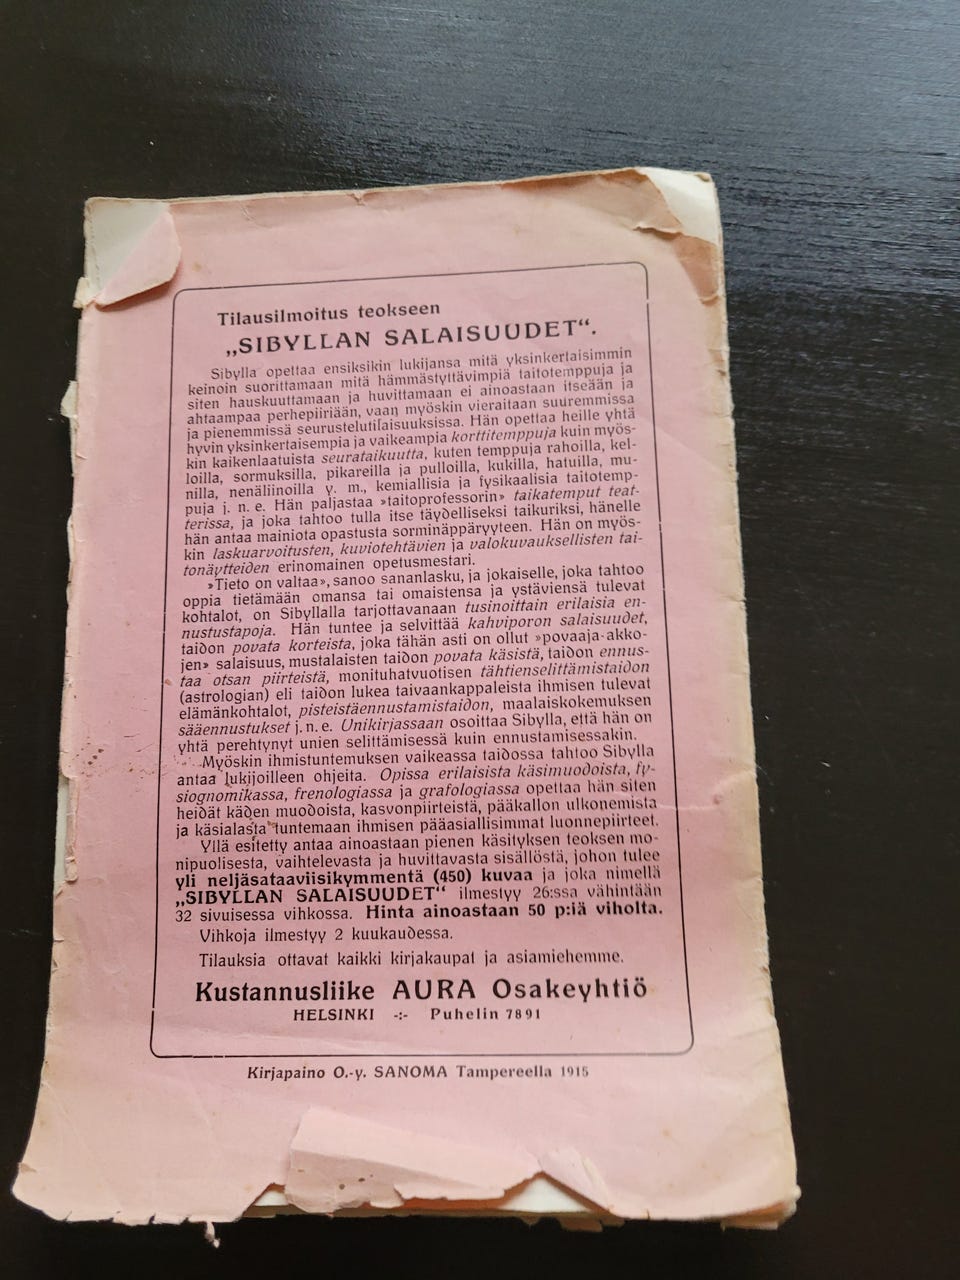 Tilausilmoitus teokseen
„SIBYLLAN SALAISUUDET“.
Sibylla opettaa ensiksikin lukijansa mitä yksinkertaisimmin
keinoin suorittamaan mitä hämmästyttävimpiä taitotemppuja ja
siten hauskuuttamaan ja huvittamaan ei ainoastaan itseään ja
ahtaampaa perhepiiriään, vaan myöskin vieraitaan suuremmissa
ja pienemmissä seurustelutilaisuuksissa. Hän opettaa heille yhtä
hyvin yksinkertaisempia ja vaikeampia korttitemppuja kuin myös-
kin kaikenlaatuista seurataikuutta, kuten temppuja rahoilla, kel-
loilla, sormuksilla, pikareilla ja pulloilla, kukilla, hatuilla, mu-
nilla, nenäliinoilla y. m., kemiallisia ja fysikaalisia taitotemp-
puja j. n. e. Hän paljastaa »taitoprofessorin» taikatemput teat-
terissa, ja joka tahtoo tulla itse täydelliseksi taikuriksi, hänelle
hän antaa mainiota opastusta sorminäppäryyteen. Hän on myös-
kin laskuarvoitusten, kuviotehtävien ja valokuvauksellisten tai-
tonäytteiden erinomainen opetusmestari.
»Tieto on valtaa», sanoo sananlasku, ja jokaiselle, joka tahtoo
oppia tietämään omansa tai omaistensa ja ystäviensä tulevat
kohtalot, on Sibyllalla tarjottavanaan tusinoittain erilaisia en-
nustustapoja. Hän tuntee ja selvittää kahviporon salaisuudet,
taidon povata korteista, joka tähän asti on ollut »povaaja-akko-
jen» salaisuus, mustalaisten taidon povata käsistä, taidon ennus-
taa otsan piirteistä, monituhatvuotisen tähtienselittämistaidon
(astrologian) eli taidon lukea taivaankappaleista ihmisen tulevat
elämänkohtalot, pisteistäennustamistaidon, maalaiskokemuksen
sääennustukset j. n. e. Unikirjassaan osoittaa Sibylla, että hän on
yhtä perehtynyt unien selittämisessä kuin ennustamisessakin.
Myöskin ihmistuntemuksen vaikeassa taidossa tahtoo Sibylla
antaa lukijoilleen ohjeita. Opissa erilaisista käsimuodoista, fy-
siognomikassa, frenologiassa ja grafologiassa opettaa hän siten
heidät käden muodoista, kasvonpiirteistä, pääkallon ulkonemista
ja käsialasta tuntemaan ihmisen pääasiallisimmat luonnepiirteet.
Yllä esitetty antaa ainoastaan pienen käsityksen teoksen mo-
nipuolisesta, vaihtelevasta ja huvittavasta sisällöstä, johon tulee
yli neljäsataaviisikymmentä (450) kuvaa ja joka nimellä
„SIBYLLAN SALAISUUDET“ ilmestyy 26:ssa vähintään
32 sivuisessa vihkossa. Hinta ainoastaan 50 p:iä viholta.
Vihkoja ilmestyy 2 kuukaudessa.
Tilauksia ottavat kaikki kirjakaupat ja asiamiehemme.
Kustannusliike AURA Osakeyhtiö
HELSINKI -:- Puhelin 7891
Kirjapaino O.-y. SANOMA Tampereella 1915